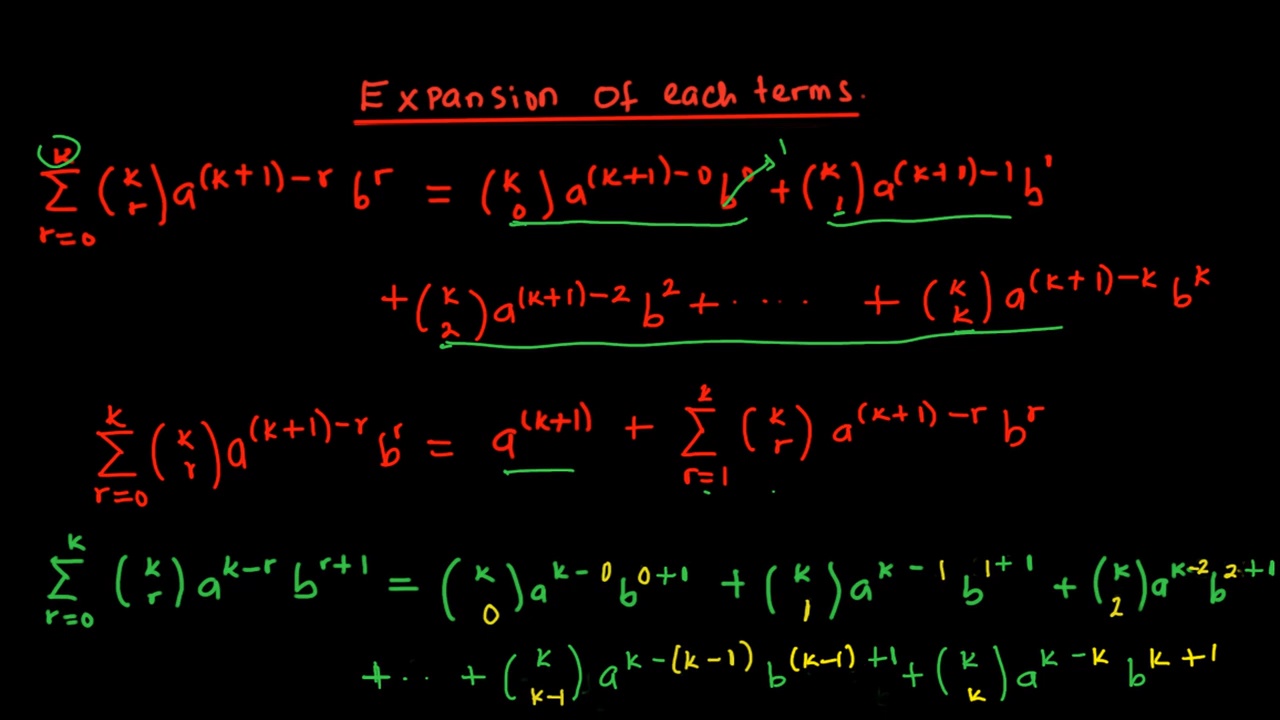 Expansion of each terms.
∑_{r=0}^{k} (k r) a^{(k+1)-r} b^r = (k 0) a^{(k+1)-0} b^0 1 + (k 1) a^{(k+1)-1} b^1
+ (k 2) a^{(k+1)-2} b^2 + ..... + (k k) a^{(k+1)-k} b^k
∑_{r=0}^{k} (k r) a^{(k+1)-r} b^r = a^{(k+1)} + ∑_{r=1}^{k} (k r) a^{(k+1)-r} b^r
∑_{r=0}^{k} (k r) a^{k-r} b^{r+1} = (k 0) a^{k-0} b^{0+1} + (k 1) a^{k-1} b^{1+1} + (k 2) a^{k-2} b^{2+1}
+ .. + (k k-1) a^{k-(k-1)} b^{(k-1)+1} + (k k) a^{k-k} b^{k+1}